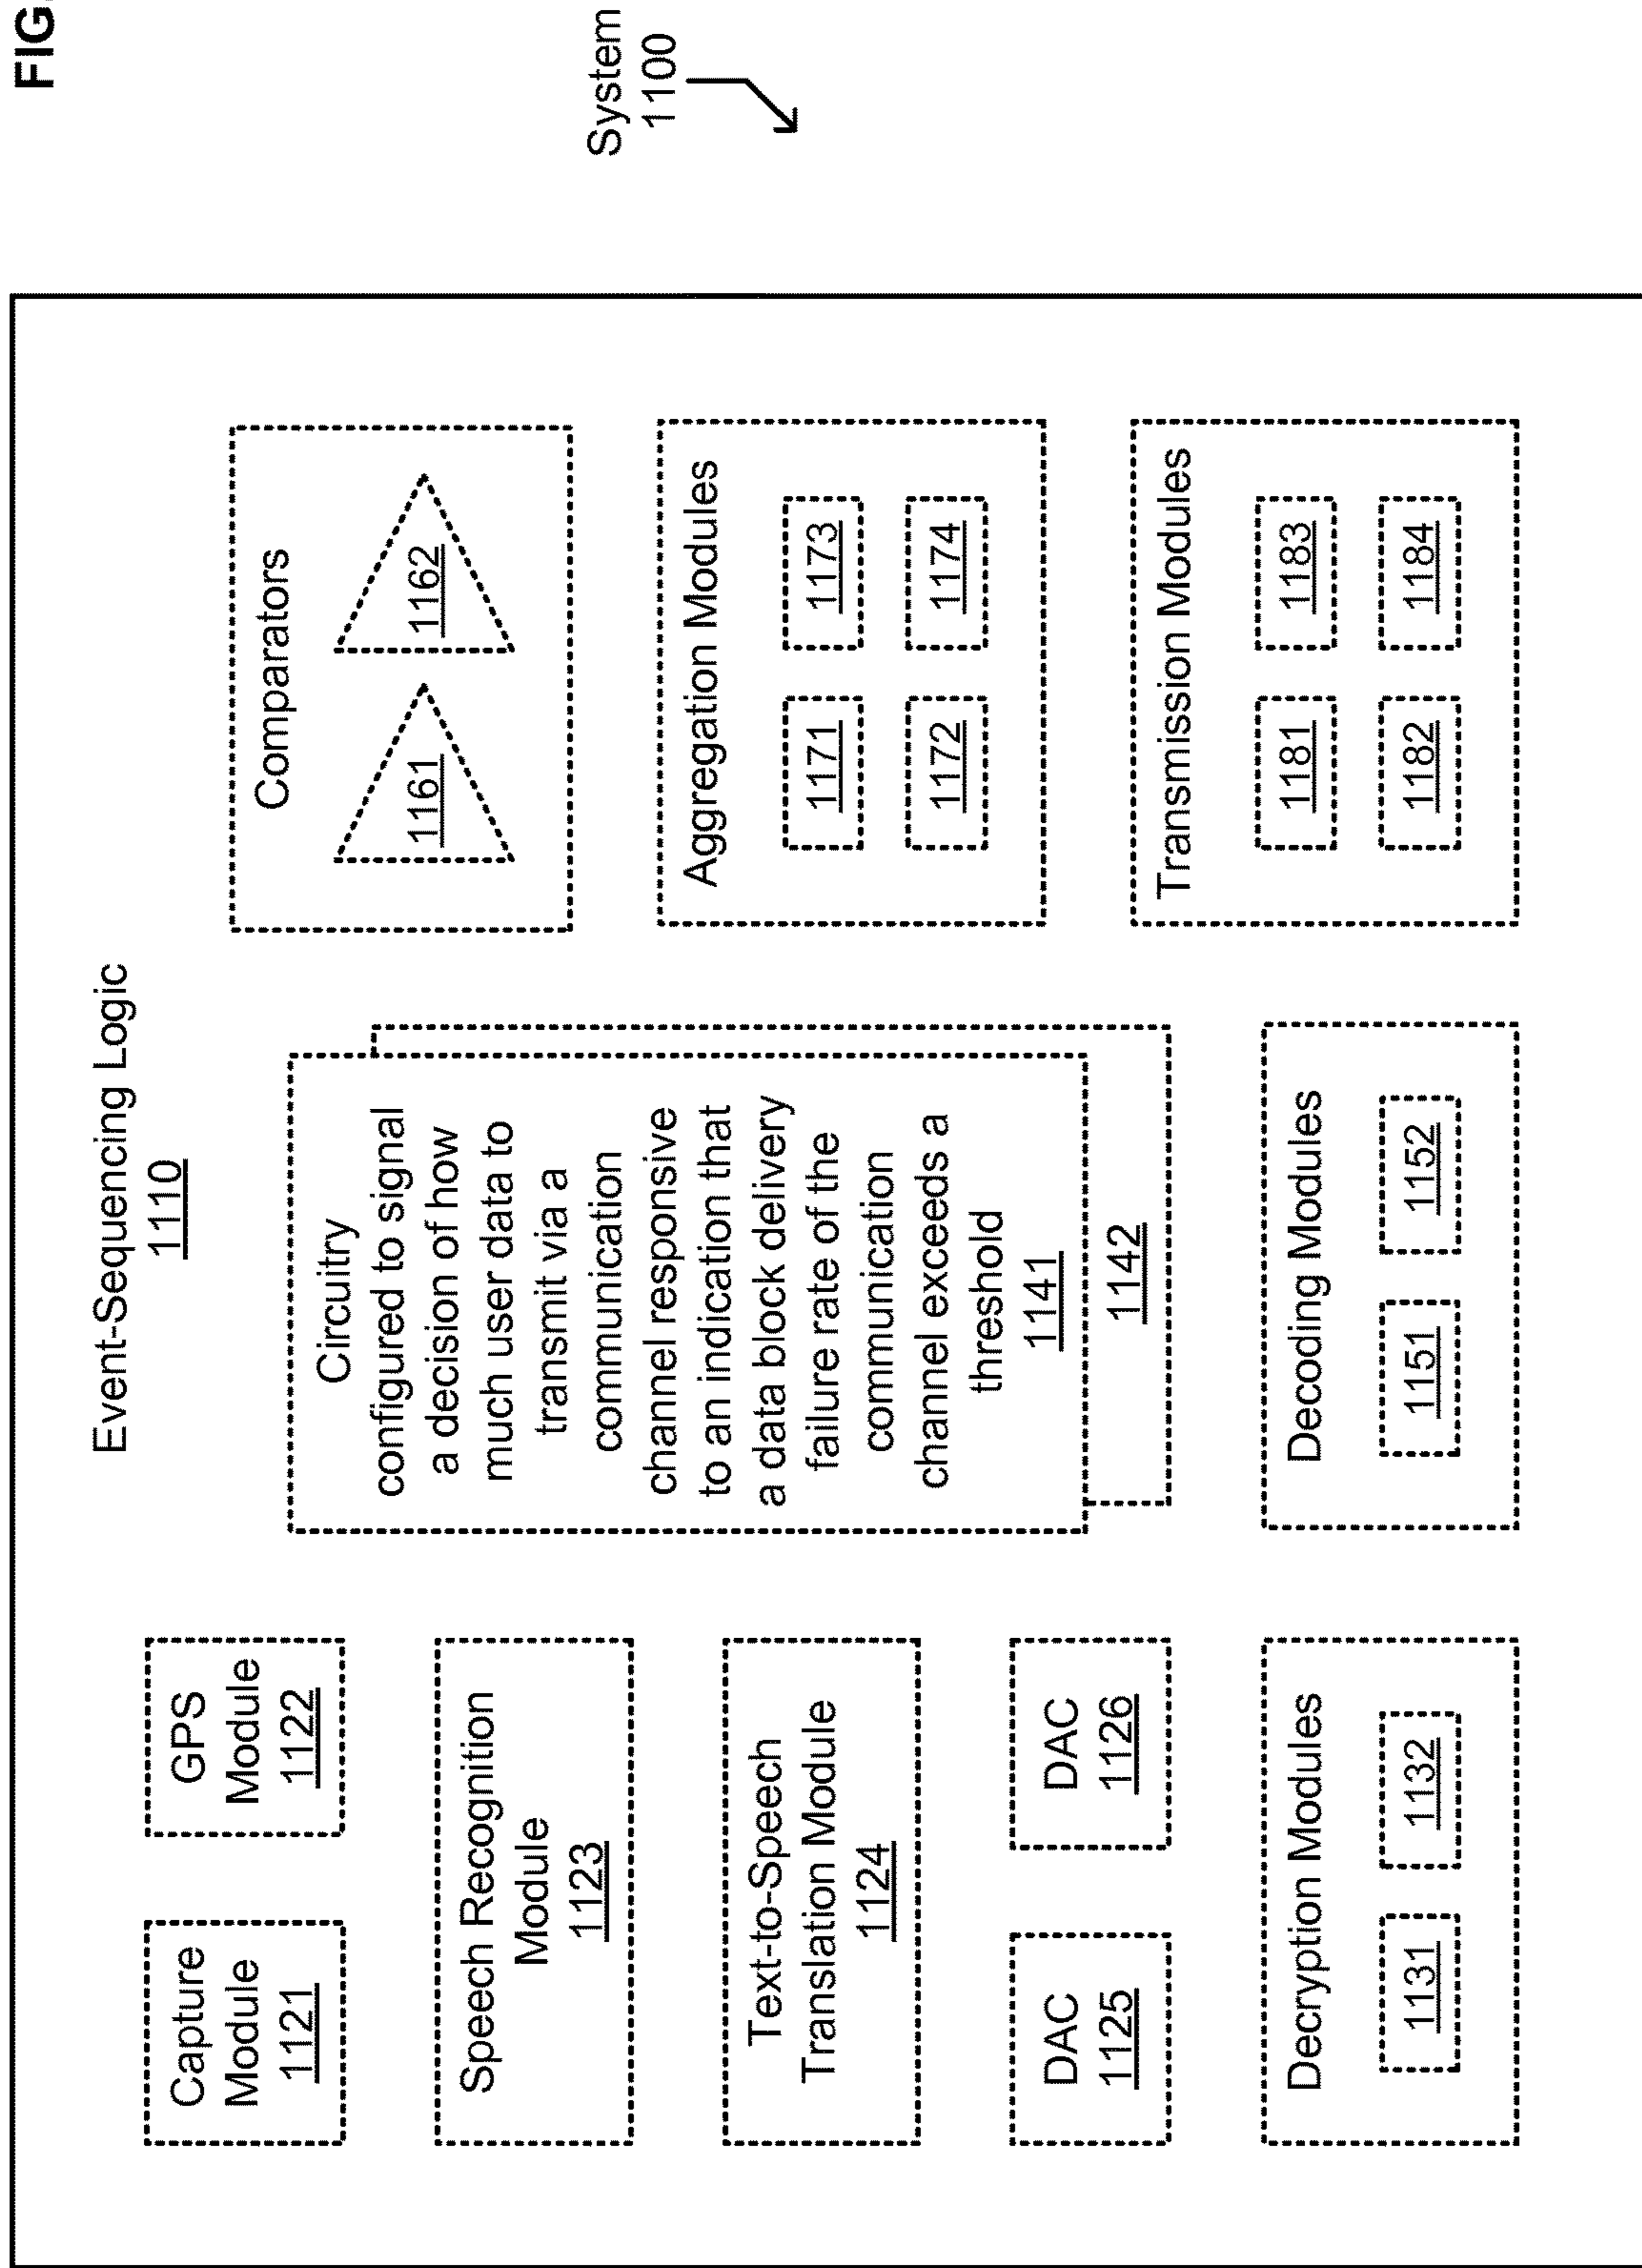 FIG.
System
1100
Event-Sequencing Logic
1110
Capture
Module
1121
GPS
Module
1122
Speech Recognition
Module
1123
Text-to-Speech
Translation Module
1124
DAC
1125
DAC
1126
Decryption Modules
1131
1132
Circuitry
configured to signal
a decision of how
much user data to
transmit via a
communication
channel responsive
to an indication that
a data block delivery
failure rate of the
communication
channel exceeds a
threshold
1141
1142
Decoding Modules
1151
1152
Comparators
1161
1162
Aggregation Modules
1171
1173
1172
1174
Transmission Modules
1181
1183
1182
1184